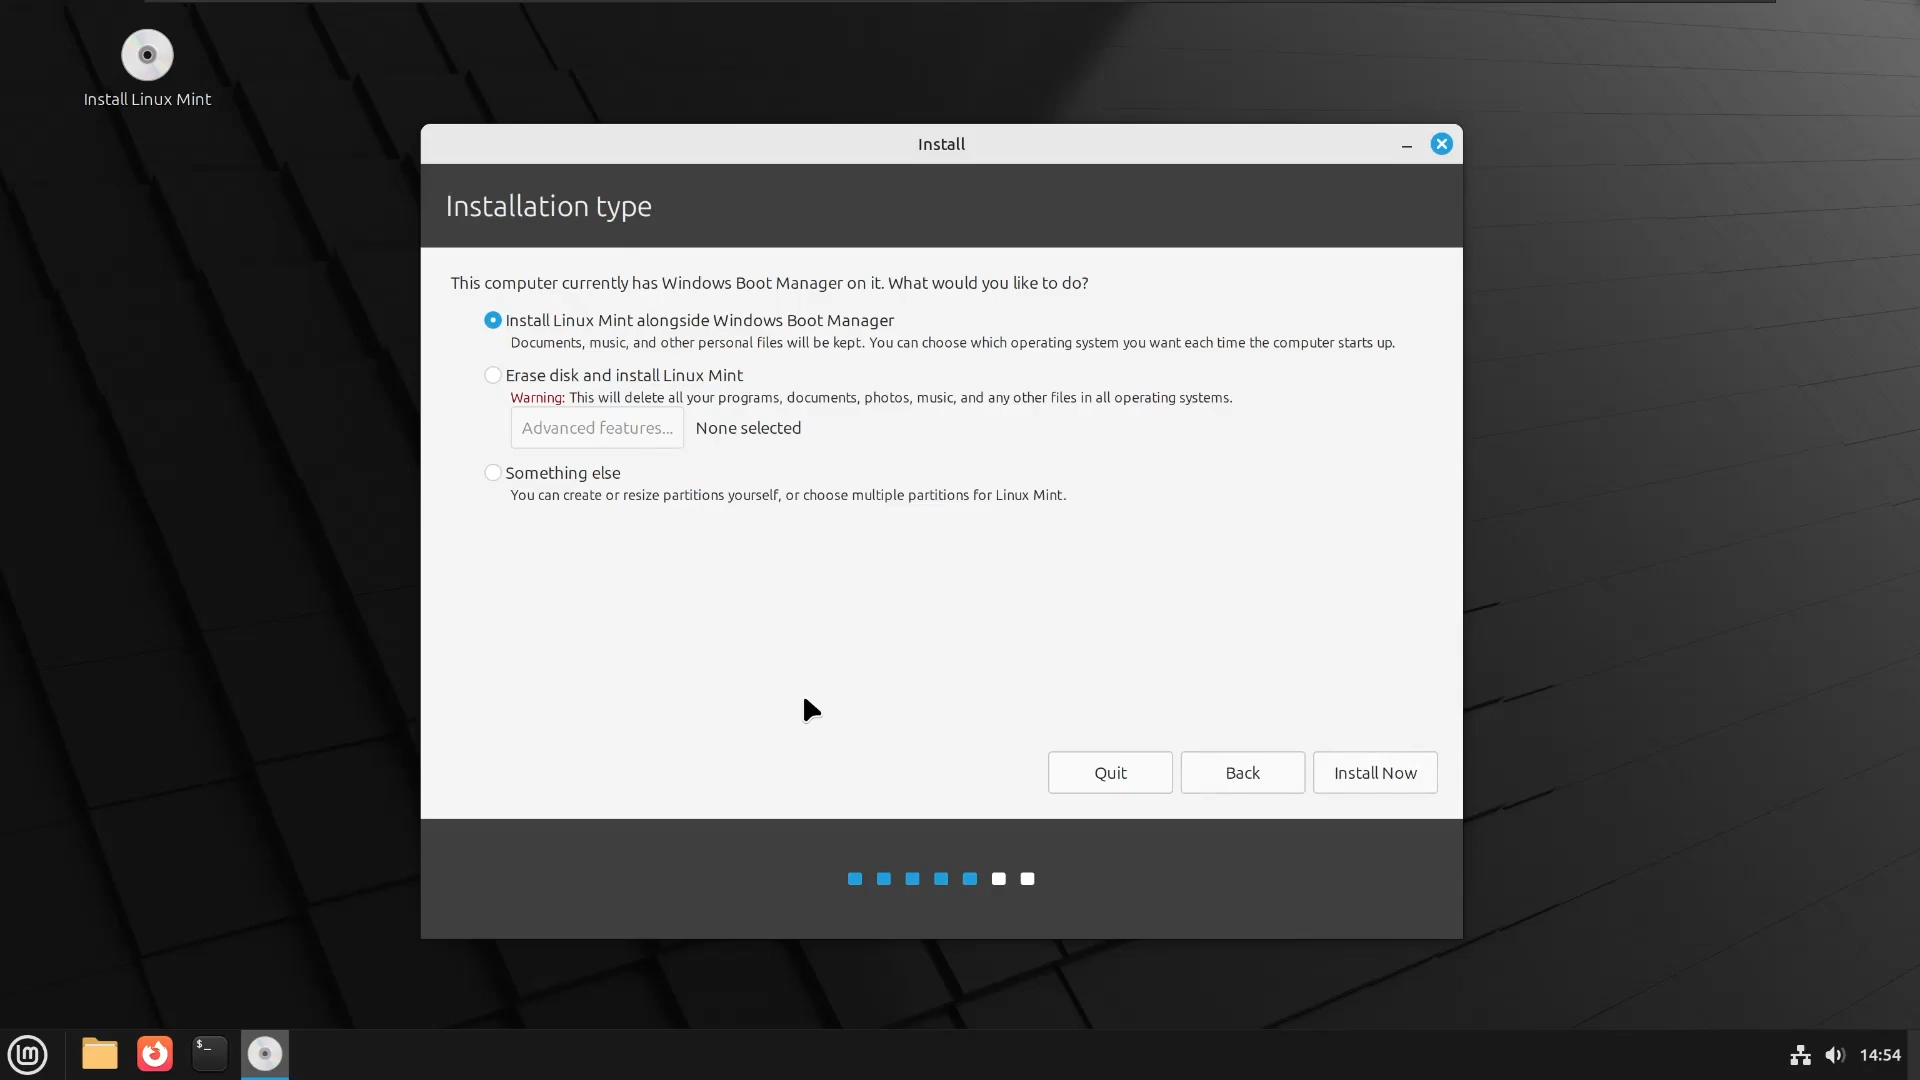 Install Linux Mint
Install
Installation type
This computer currently has Windows Boot Manager on it. What would you like to do?
Install Linux Mint alongside Windows Boot Manager
Documents, music, and other personal files will be kept. You can choose which operating system you want each time the computer starts up.
Erase disk and install Linux Mint
Warning: This will delete all your programs, documents, photos, music, and any other files in all operating systems.
Advanced features... None selected
Something else
You can create or resize partitions yourself, or choose multiple partitions for Linux Mint.
Quit Back Install Now
$_
14:54